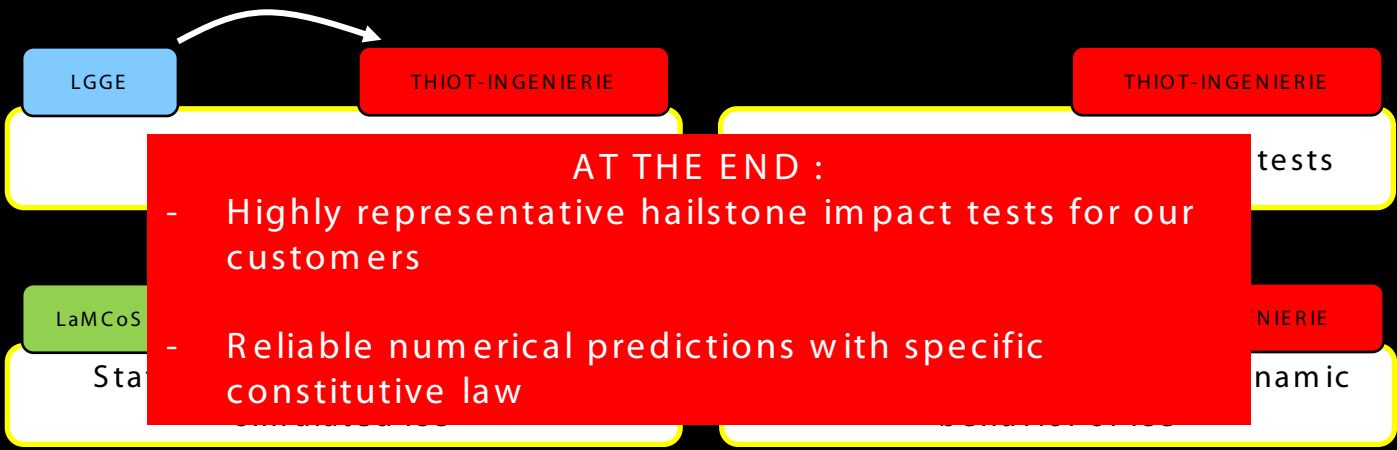 LGGE
THIOT-INGENIERIE
THIOT-INGENIERIE
tests
AT THE END :
- Highly representative hailstone impact tests for our
customers
- Reliable numerical predictions with specific
constitutive law
LaMCoS
NIERIE
Sta
namic